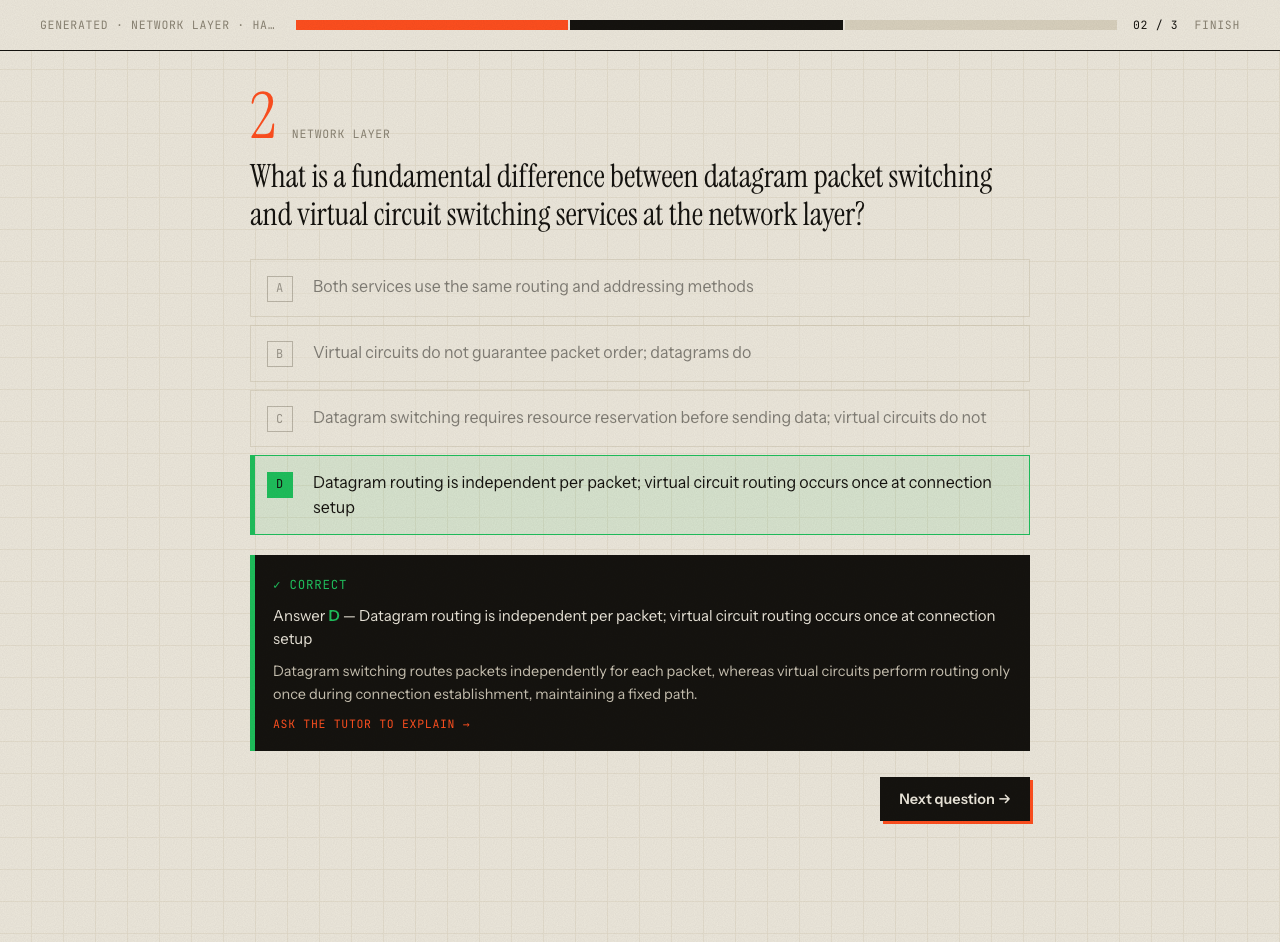 GENERATED · NETWORK LAYER · HA…
02 / 3 FINISH
2 NETWORK LAYER
What is a fundamental difference between datagram packet switching
and virtual circuit switching services at the network layer?
A Both services use the same routing and addressing methods
B Virtual circuits do not guarantee packet order; datagrams do
C Datagram switching requires resource reservation before sending data; virtual circuits do not
D Datagram routing is independent per packet; virtual circuit routing occurs once at connection
setup
✓ CORRECT
Answer D — Datagram routing is independent per packet; virtual circuit routing occurs once at connection
setup
Datagram switching routes packets independently for each packet, whereas virtual circuits perform routing only
once during connection establishment, maintaining a fixed path.
ASK THE TUTOR TO EXPLAIN →
Next question →